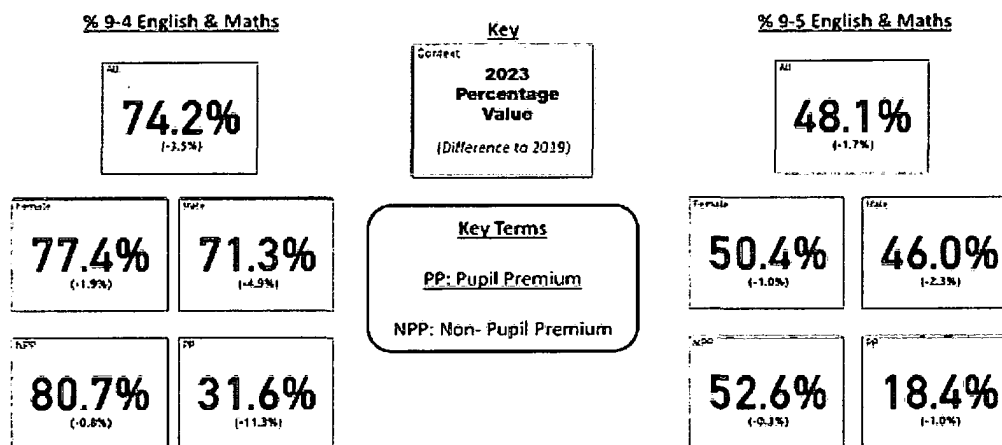 % 9-4 English & Maths
All
74.2%
(-3.5%)
Female
77.4%
(-1.9%)
Male
71.3%
(-4.9%)
NPP
80.7%
(-0.8%)
PP
31.6%
(-11.3%)
Key
Context
2023
Percentage
Value
(Difference to 2019)
Key Terms
PP: Pupil Premium
NPP: Non- Pupil Premium
% 9-5 English & Maths
All
48.1%
(-1.7%)
Female
50.4%
(-1.0%)
Male
46.0%
(-2.3%)
NPP
52.6%
(-0.3%)
PP
18.4%
(-1.0%)